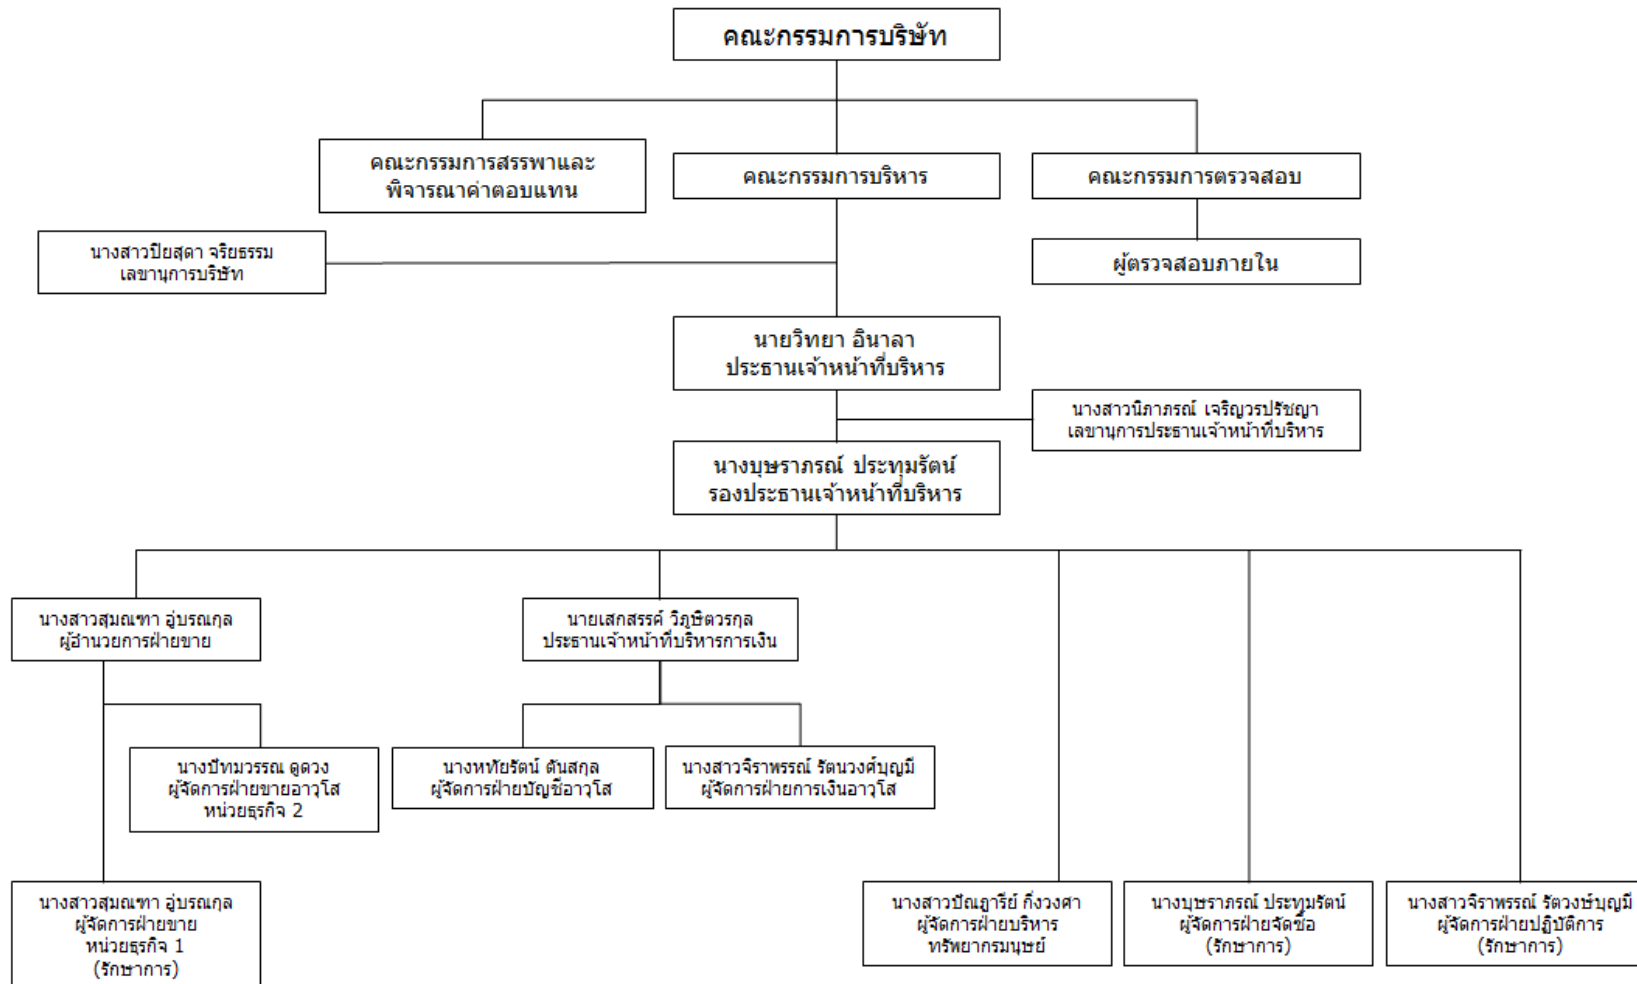 คณะกรรมการบริษัท
คณะกรรมการสรรพาและ
พิจารณาค่าตอบแทน
คณะกรรมการบริหาร
คณะกรรมการตรวจสอบ
นางสาวปิยสุดา จริยธรรม
เลขานุการบริษัท
ผู้ตรวจสอบภายใน
นายวิทยา อินาลา
ประธานเจ้าหน้าที่บริหาร
นางสาวนิภาภรณ์ เจริญวรปรัชญา
เลขานุการประธานเจ้าหน้าที่บริหาร
นางบุษราภรณ์ ประทุมรัตน์
รองประธานเจ้าหน้าที่บริหาร
นางสาวสุมณฑา อู่บรณกุล
ผู้อำนวยการฝ่ายขาย
นายเสกสรรค์ วิภูษิตวรกุล
ประธานเจ้าหน้าที่บริหารการเงิน
นางปัทมวรรณ ดูดวง
ผู้จัดการฝ่ายขายอาวุโส
หน่วยธุรกิจ 2
นางหทัยรัตน์ ตันสกุล
ผู้จัดการฝ่ายบัญชีอาวุโส
นางสาวจิราพรรณ์ รัตนวงศ์บุญมี
ผู้จัดการฝ่ายการเงินอาวุโส
นางสาวสุมณฑา อู่บรณกุล
ผู้จัดการฝ่ายขาย
หน่วยธุรกิจ 1
(รักษาการ)
นางสาวปัณฏารีย์ กิ่งวงศา
ผู้จัดการฝ่ายบริหาร
ทรัพยากรมนุษย์
นางบุษราภรณ์ ประทุมรัตน์
ผู้จัดการฝ่ายจัดซื้อ
(รักษาการ)
นางสาวจิราพรรณ์ รัตวงษ์บุญมี
ผู้จัดการฝ่ายปฏิบัติการ
(รักษาการ)